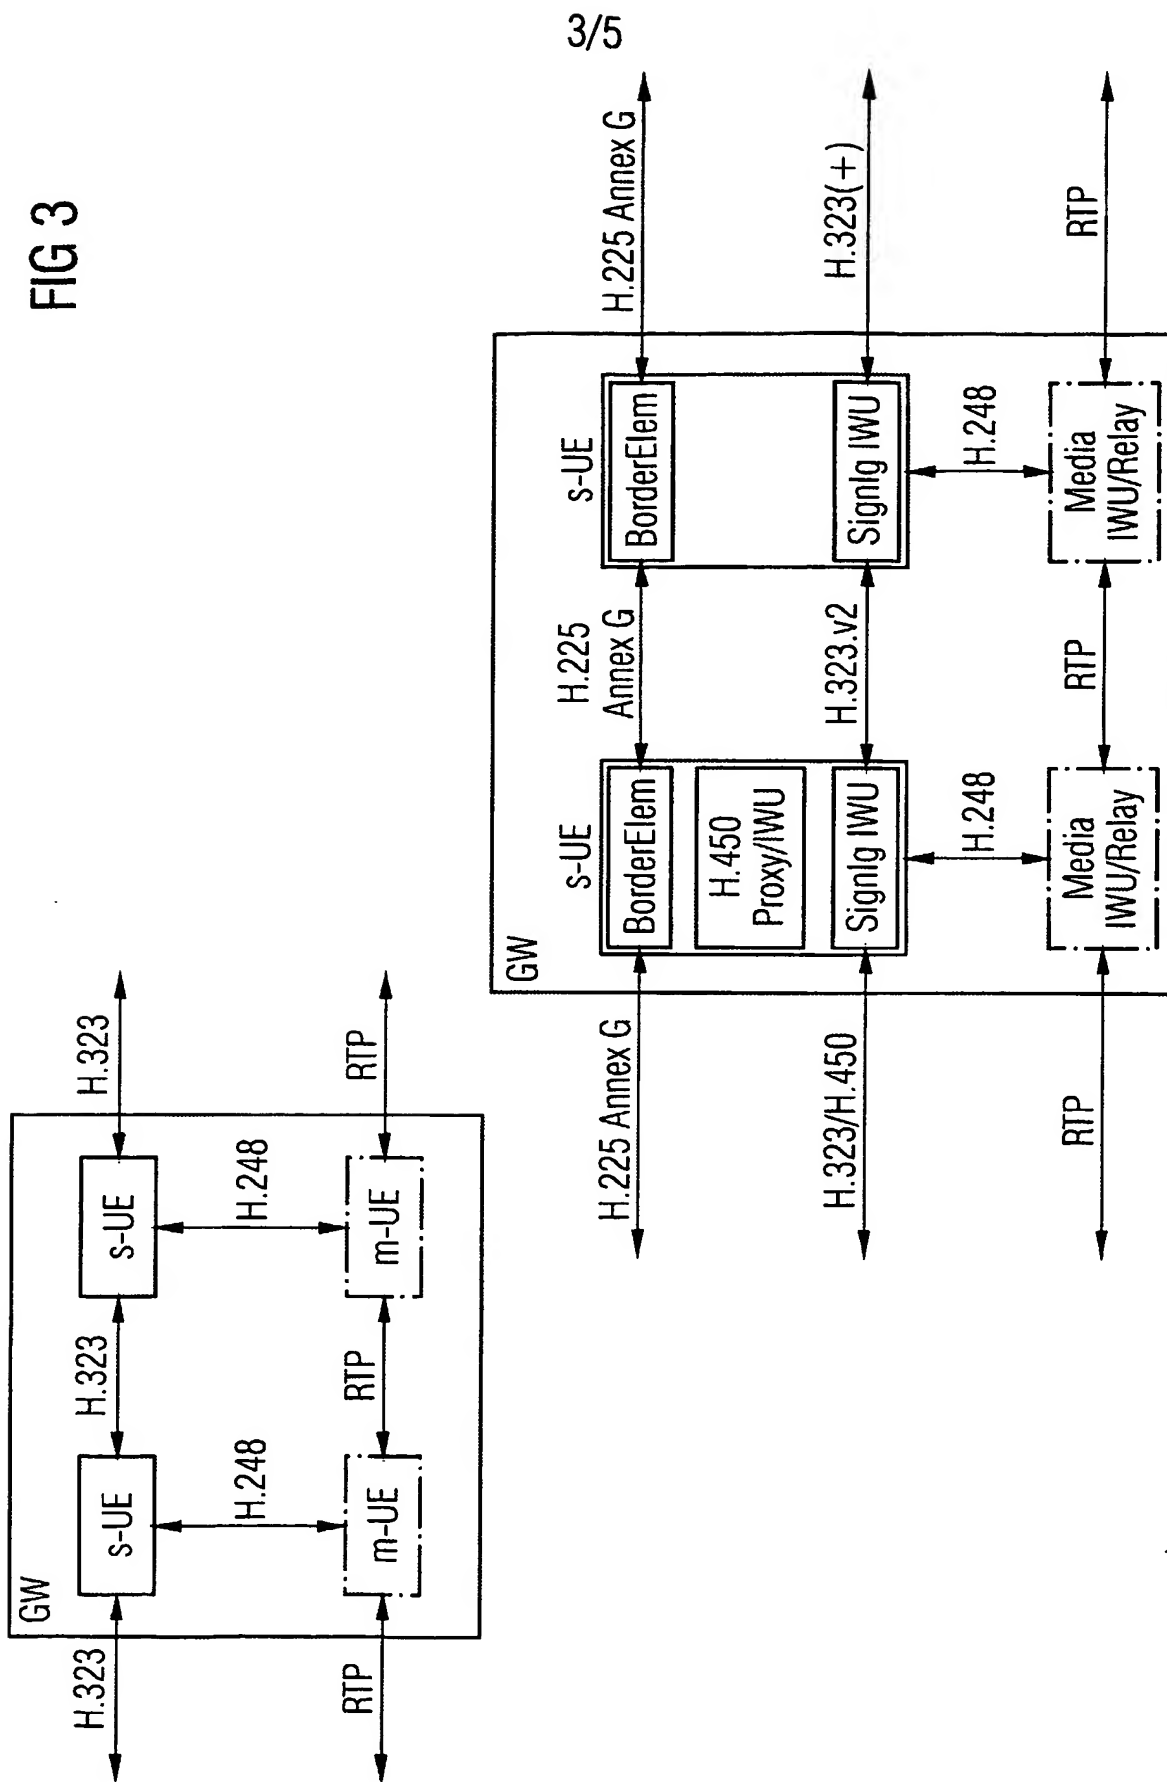 3/5
FIG 3
GW
H.323
s-UE
H.323
s-UE
H.323
H.248
H.248
RTP
m-UE
RTP
m-UE
RTP
GW
s-UE
s-UE
H.225 Annex G
BorderElem
H.225
Annex G
BorderElem
H.225 Annex G
H.450
Proxy/IWU
H.323/H.450
Signlg IWU
H.323.v2
Signlg IWU
H.323(+)
H.248
H.248
RTP
Media
IWU/Relay
RTP
Media
IWU/Relay
RTP